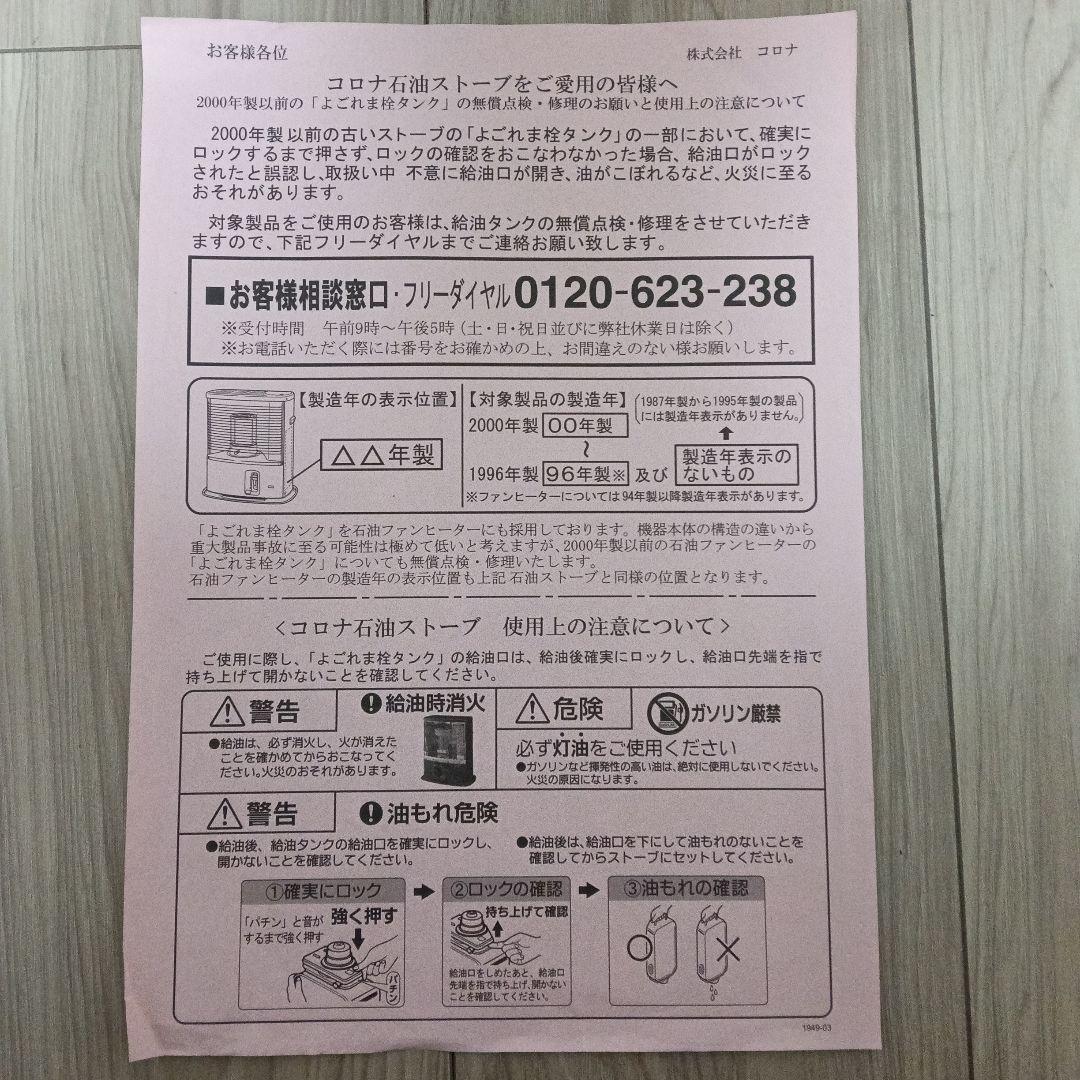 お客様各位
株式会社 コロナ
コロナ石油ストーブをご愛用の皆様へ
2000年製以前の「よごれま栓タンク」の無償点検・修理のお願いと使用上の注意について
2000年製以前の古いストーブの「よごれま栓タンク」の一部において、確実に
ロックするまで押さず、ロックの確認をおこなわなかった場合、給油口がロック
されたと誤認し、取扱い中 不意に給油口が開き、油がこぼれるなど、火災に至る
おそれがあります。
対象製品をご使用のお客様は、給油タンクの無償点検・修理をさせていただき
ますので、下記フリーダイヤルまでご連絡お願い致します。
■お客様相談窓口・フリーダイヤル0120-623-238
※受付時間 午前9時～午後5時（土・日・祝日並びに弊社休業日は除く）
※お電話いただく際には番号をお確かめの上、お間違えのない様お願いします。
【製造年の表示位置】
△△年製
【対象製品の製造年】
(1987年製から1995年製の製品
には製造年表示がありません。)
2000年製 00年製
～
1996年製 96年製※ 及び
製造年表示の
ないもの
※ファンヒーターについては94年製以降製造年表示があります。
「よごれま栓タンク」を石油ファンヒーターにも採用しております。機器本体の構造の違いから
重大製品事故に至る可能性は極めて低いと考えますが、2000年製以前の石油ファンヒーターの
「よごれま栓タンク」についても無償点検・修理いたします。
石油ファンヒーターの製造年の表示位置も上記 石油ストーブと同様の位置となります。
＜コロナ石油ストーブ 使用上の注意について＞
ご使用に際し、「よごれま栓タンク」の給油口は、給油後確実にロックし、給油口先端を指で
持ち上げて開かないことを確認してください。
警告
給油時消火
●給油は、必ず消火し、火が消えた
ことを確かめてからおこなってく
ださい。火災のおそれがあります。
危険
ガソリン厳禁
必ず灯油をご使用ください
●ガソリンなど揮発性の高い油は、絶対に使用しないでください。
火災の原因になります。
警告
油もれ危険
●給油後、給油タンクの給油口を確実にロックし、
開かないことを確認してください。
●給油後は、給油口を下にして油もれのないことを
確認してからストーブにセットしてください。
①確実にロック
「パチン」と音が
するまで強く押す
強く押す
パチン
②ロックの確認
持ち上げて確認
給油口をしめたあと、給油口
先端を指で持ち上げ、開かない
ことを確認してください。
③油もれの確認
1949-03